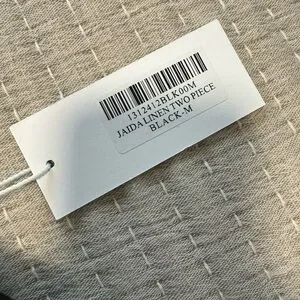 1312412BLK00M
JAIDA LINEN TWO PIECE
BLACK-M